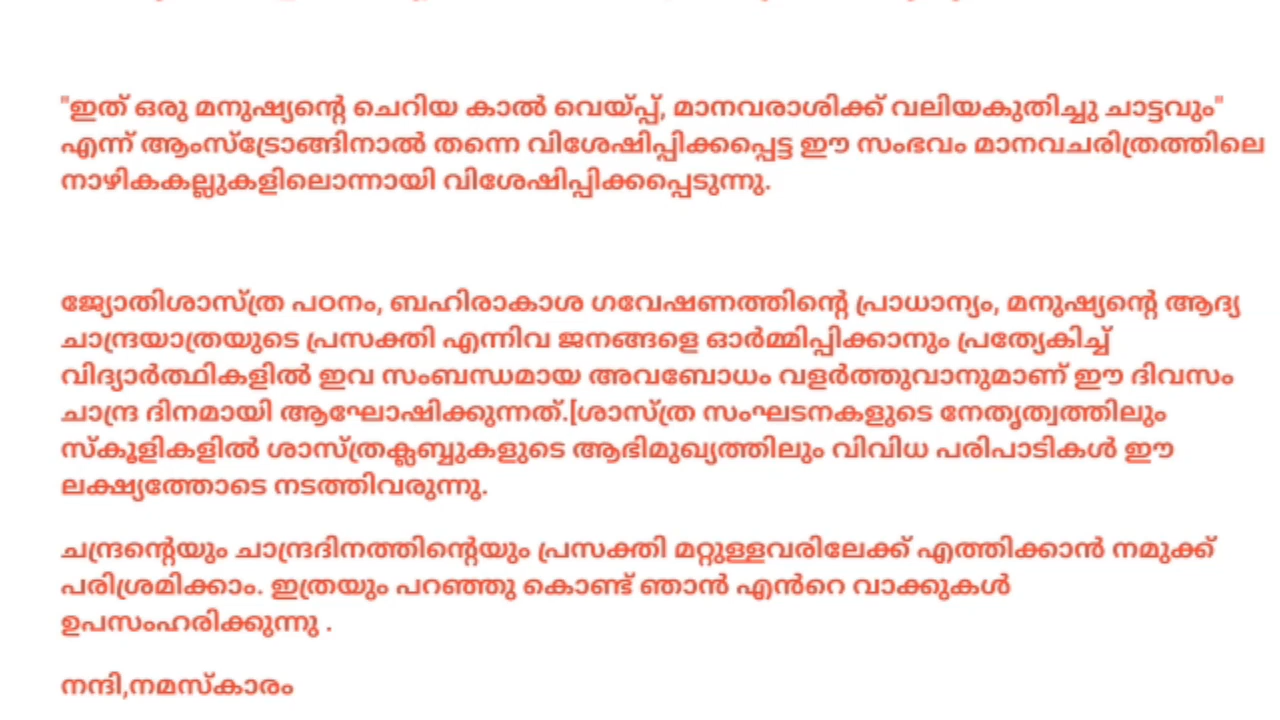 "ഇത് ഒരു മനുഷ്യന്റെ ചെറിയ കാൽ വെയ്പ്പ്, മാനവരാശിക്ക് വലിയകുതിച്ചു ചാട്ടവും"
എന്ന് ആംസ്ട്രോങ്ങിനാൽ തന്നെ വിശേഷിപ്പിക്കപ്പെട്ട ഈ സംഭവം മാനവചരിത്രത്തിലെ
നാഴികകല്ലുകളിലൊന്നായി വിശേഷിപ്പിക്കപ്പെടുന്നു.
ജ്യോതിശാസ്ത്ര പഠനം, ബഹിരാകാശ ഗവേഷണത്തിന്റെ പ്രാധാന്യം, മനുഷ്യന്റെ ആദ്യ
ചാന്ദ്രയാത്രയുടെ പ്രസക്തി എന്നിവ ജനങ്ങളെ ഓർമ്മിപ്പിക്കാനും പ്രത്യേകിച്ച്
വിദ്യാർത്ഥികളിൽ ഇവ സംബന്ധമായ അവബോധം വളർത്തുവാനുമാണ് ഈ ദിവസം
ചാന്ദ്ര ദിനമായി ആഘോഷിക്കുന്നത്.[ശാസ്ത്ര സംഘടനകളുടെ നേതൃത്വത്തിലും
സ്കൂളികളിൽ ശാസ്ത്രക്ലബ്ബുകളുടെ ആഭിമുഖ്യത്തിലും വിവിധ പരിപാടികൾ ഈ
ലക്ഷ്യത്തോടെ നടത്തിവരുന്നു.
ചന്ദ്രന്റെയും ചാന്ദ്രദിനത്തിന്റെയും പ്രസക്തി മറ്റുള്ളവരിലേക്ക് എത്തിക്കാൻ നമുക്ക്
പരിശ്രമിക്കാം. ഇത്രയും പറഞ്ഞു കൊണ്ട് ഞാൻ എൻറെ വാക്കുകൾ
ഉപസംഹരിക്കുന്നു .
നന്ദി,നമസ്കാരം